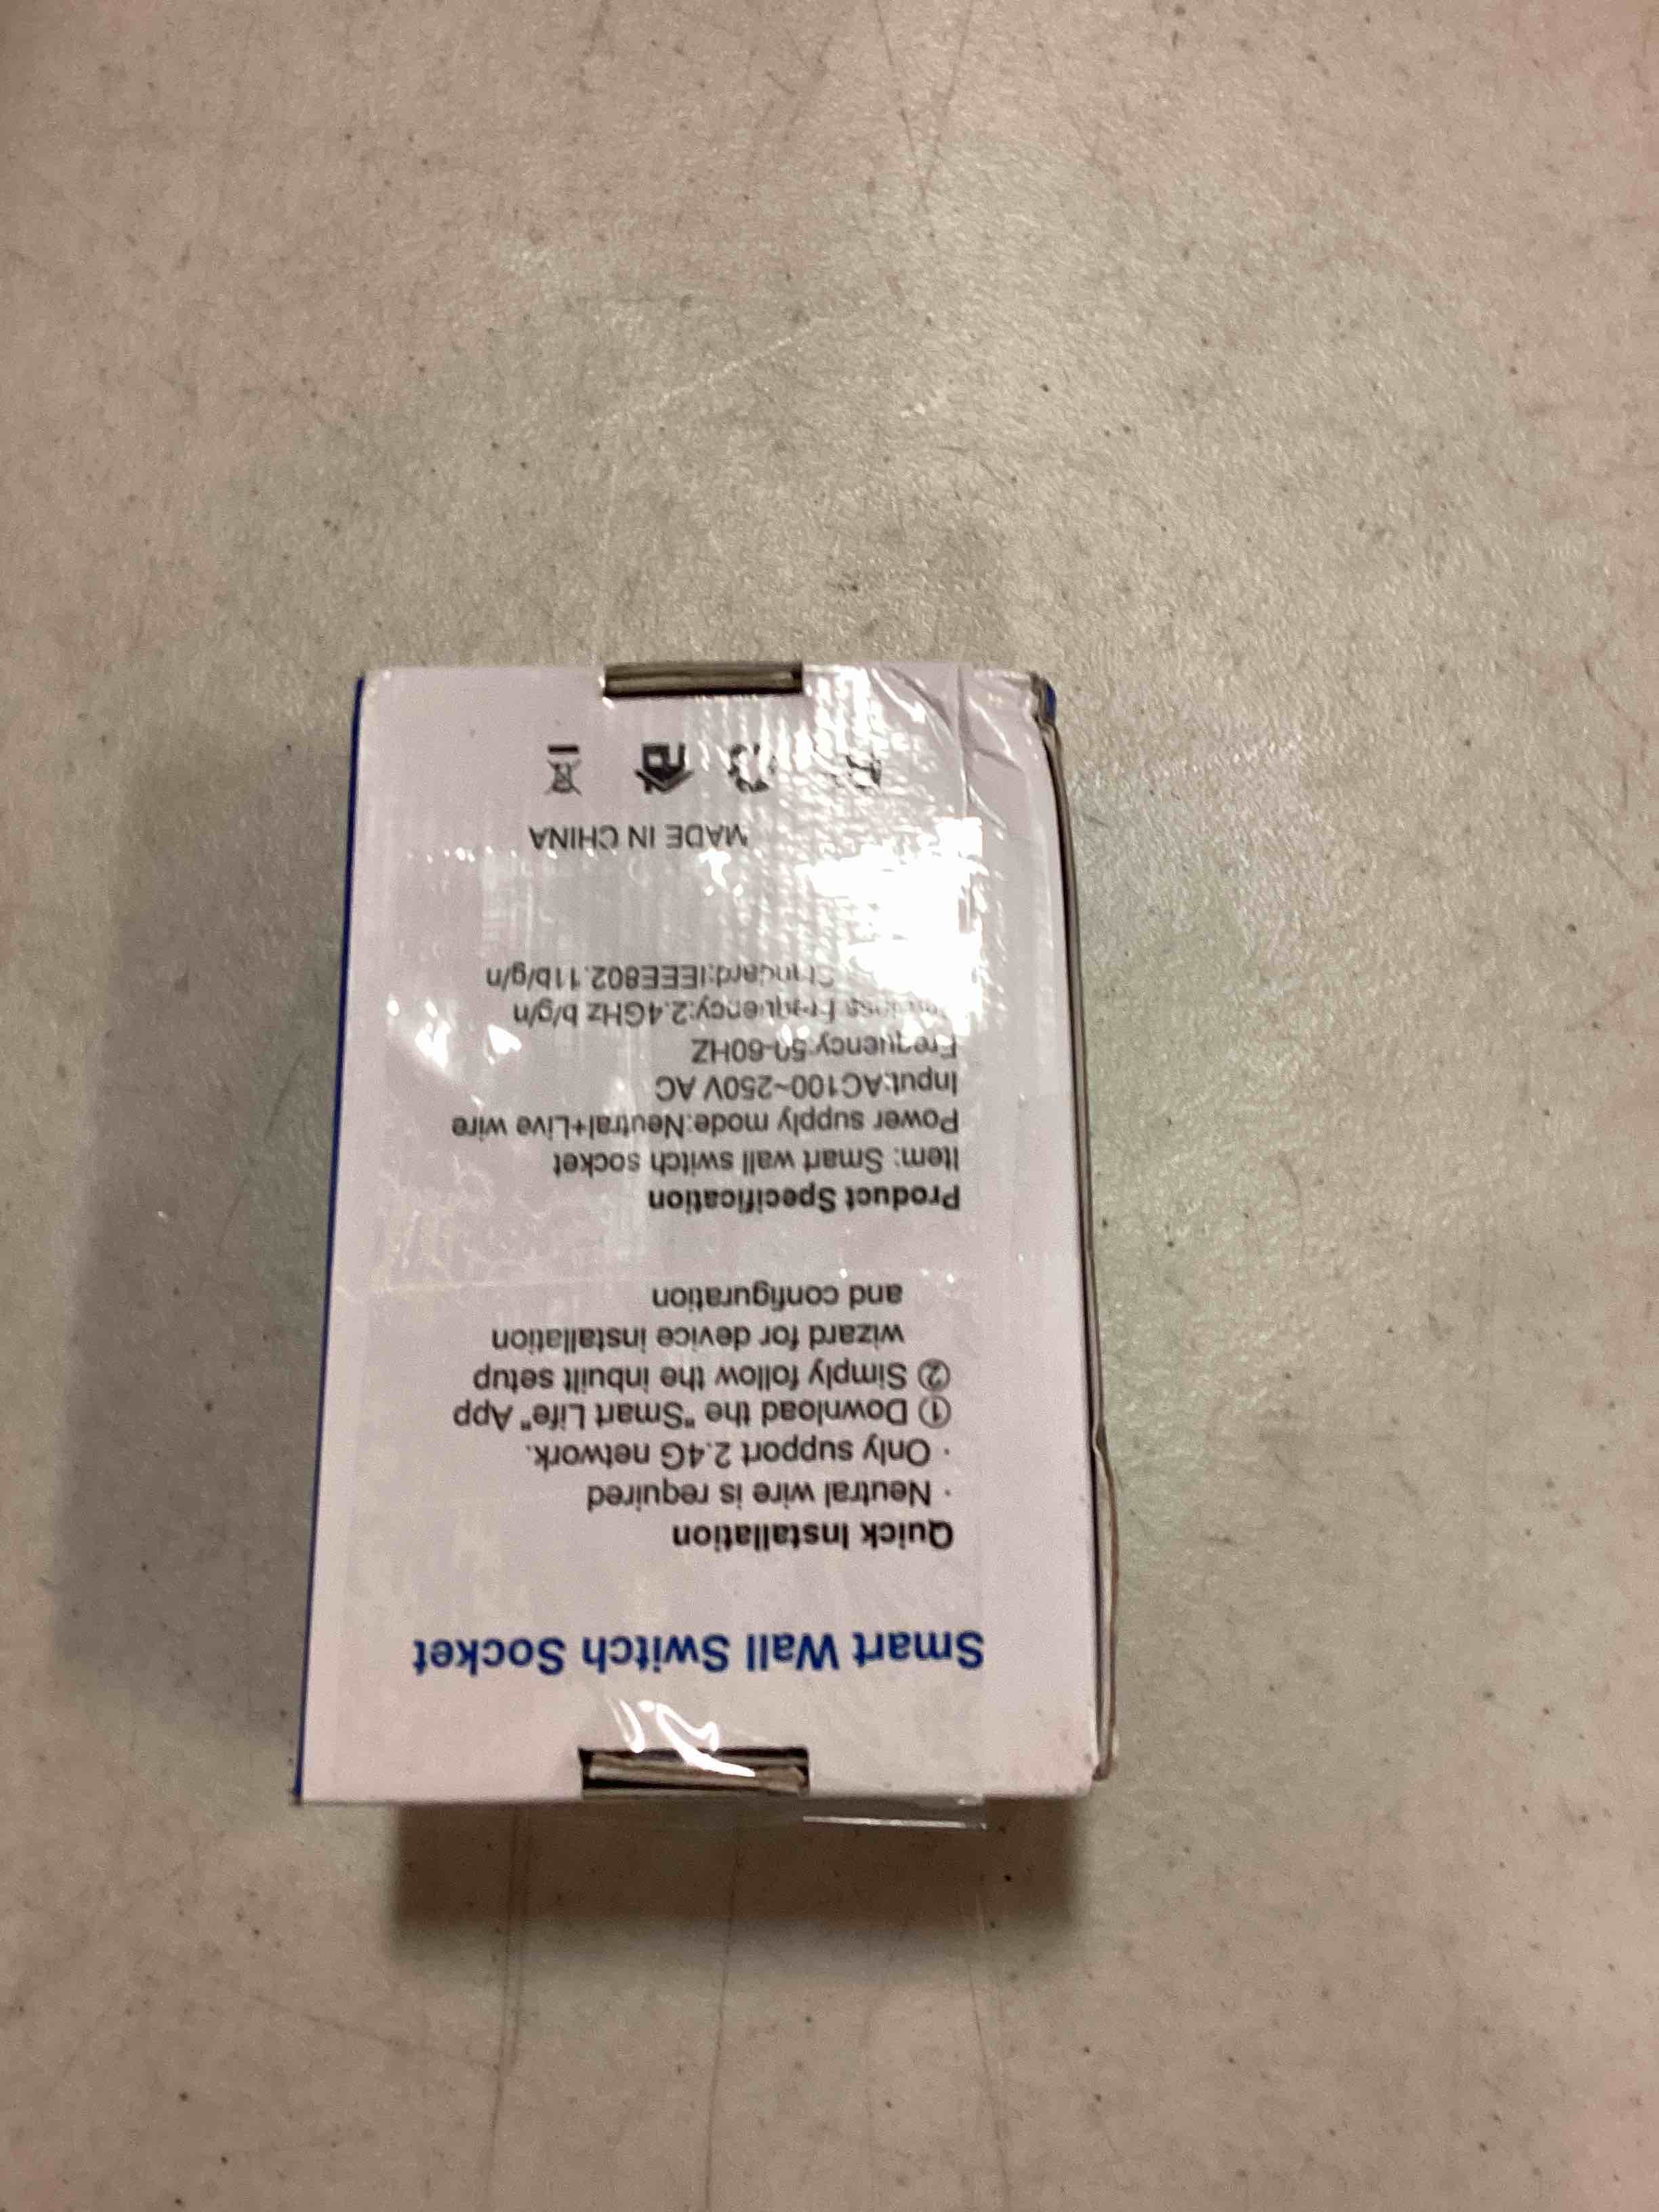 Smart Wall Switch Socket
Quick Installation
· Neutral wire is required
· Only support 2.4G network.
① Download the "Smart Life" App
② Simply follow the inbuilt setup
wizard for device installation
and configuration
Product Specification
Item: Smart wall switch socket
Power supply mode:Neutral+Live wire
Input:AC100~250V AC
Frequency:50-60HZ
Frequency:2.4GHz b/g/n
Standard:IEEE802.11b/g/n
MADE IN CHINA